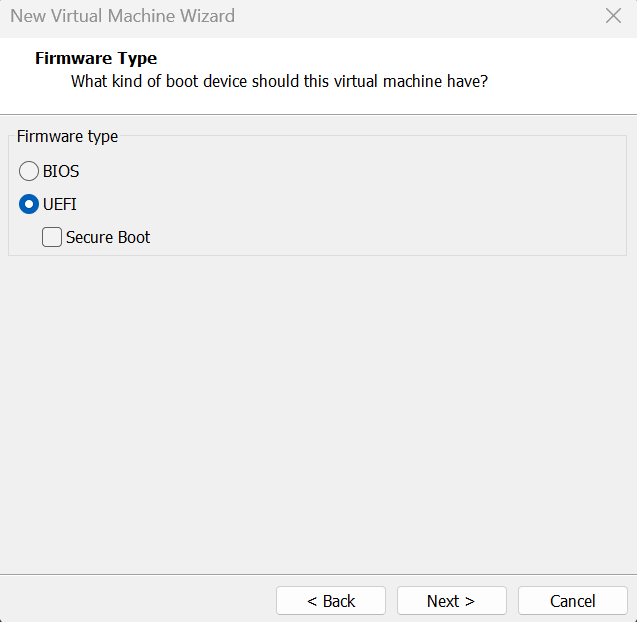 New Virtual Machine Wizard
Firmware Type
What kind of boot device should this virtual machine have?
Firmware type
BIOS
UEFI
Secure Boot
< Back
Next >
Cancel